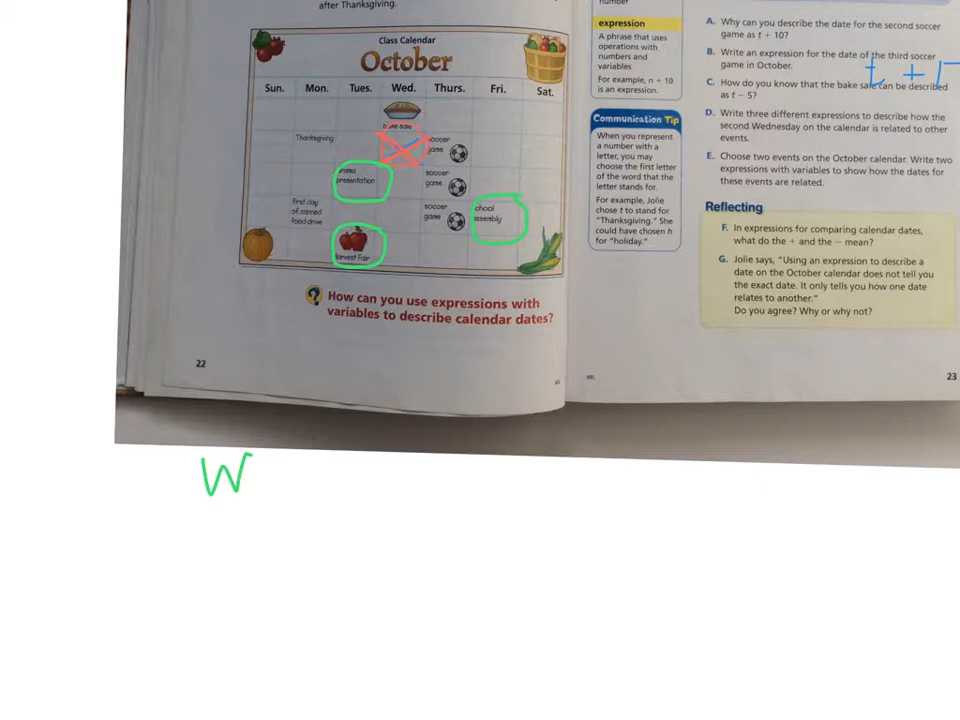 after Thanksgiving.
Class Calendar
October
Sun. Mon. Tues. Wed. Thurs. Fri. Sat.
bake sale
Thanksgiving
soccer
game
drama
presentation
soccer
game
First day
of canned
food drive
soccer
game
school
assembly
Harvest Fair
? How can you use expressions with
variables to describe calendar dates?
22
NEL
number
expression
A phrase that uses
operations with
numbers and
variables
For example, n + 10
is an expression.
Communication Tip
When you represent
a number with a
letter, you may
choose the first letter
of the word that the
letter stands for.
For example, Jolie
chose t to stand for
"Thanksgiving." She
could have chosen h
for "holiday."
A. Why can you describe the date for the second soccer
game as t + 10?
B. Write an expression for the date of the third soccer
game in October.
t + 1
C. How do you know that the bake sale can be described
as t − 5?
D. Write three different expressions to describe how the
second Wednesday on the calendar is related to other
events.
E. Choose two events on the October calendar. Write two
expressions with variables to show how the dates for
these events are related.
Reflecting
F. In expressions for comparing calendar dates,
what do the + and the − mean?
G. Jolie says, "Using an expression to describe a
date on the October calendar does not tell you
the exact date. It only tells you how one date
relates to another."
Do you agree? Why or why not?
NEL
23
W